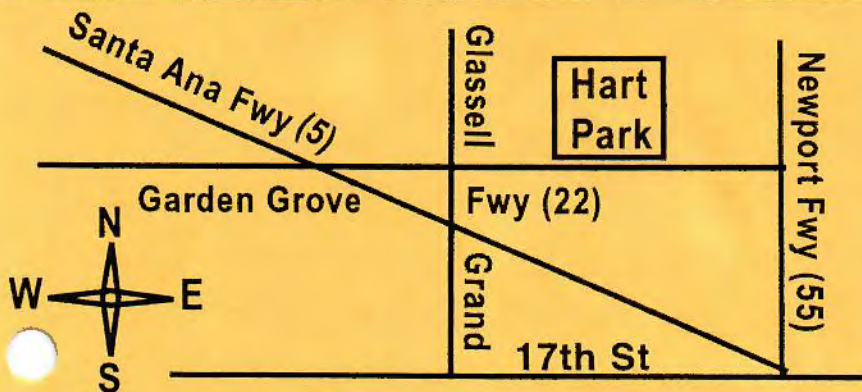 Santa Ana Fwy (5)
Glassell
Hart
Park
Newport Fwy (55)
Garden Grove
Fwy (22)
N
W
E
S
Grand
17th St